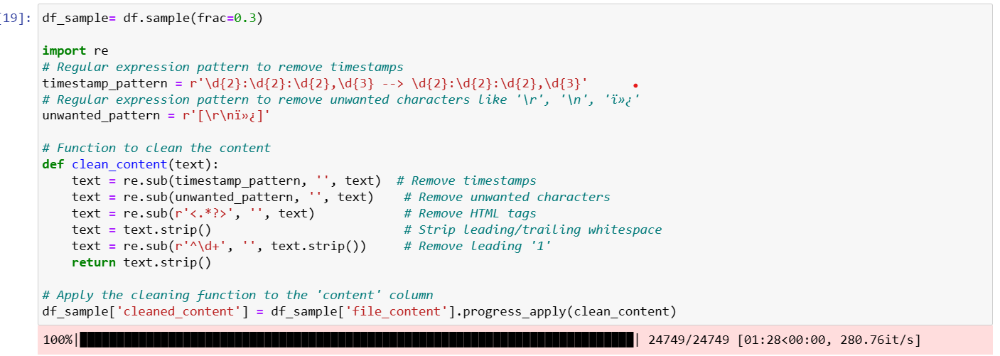 [19]: df_sample= df.sample(frac=0.3)
import re
# Regular expression pattern to remove timestamps
timestamp_pattern = r'\d{2}:\d{2}:\d{2},\d{3} --> \d{2}:\d{2}:\d{2},\d{3}'
# Regular expression pattern to remove unwanted characters like '\r', '\n', 'ï»¿'
unwanted_pattern = r'[\r\nï»¿]'
# Function to clean the content
def clean_content(text):
    text = re.sub(timestamp_pattern, '', text)  # Remove timestamps
    text = re.sub(unwanted_pattern, '', text)    # Remove unwanted characters
    text = re.sub(r'<.*?>', '', text)            # Remove HTML tags
    text = text.strip()                          # Strip leading/trailing whitespace
    text = re.sub(r'^\d+', '', text.strip())     # Remove leading '1'
    return text.strip()
# Apply the cleaning function to the 'content' column
df_sample['cleaned_content'] = df_sample['file_content'].progress_apply(clean_content)
100%| | 24749/24749 [01:28<00:00, 280.76it/s]